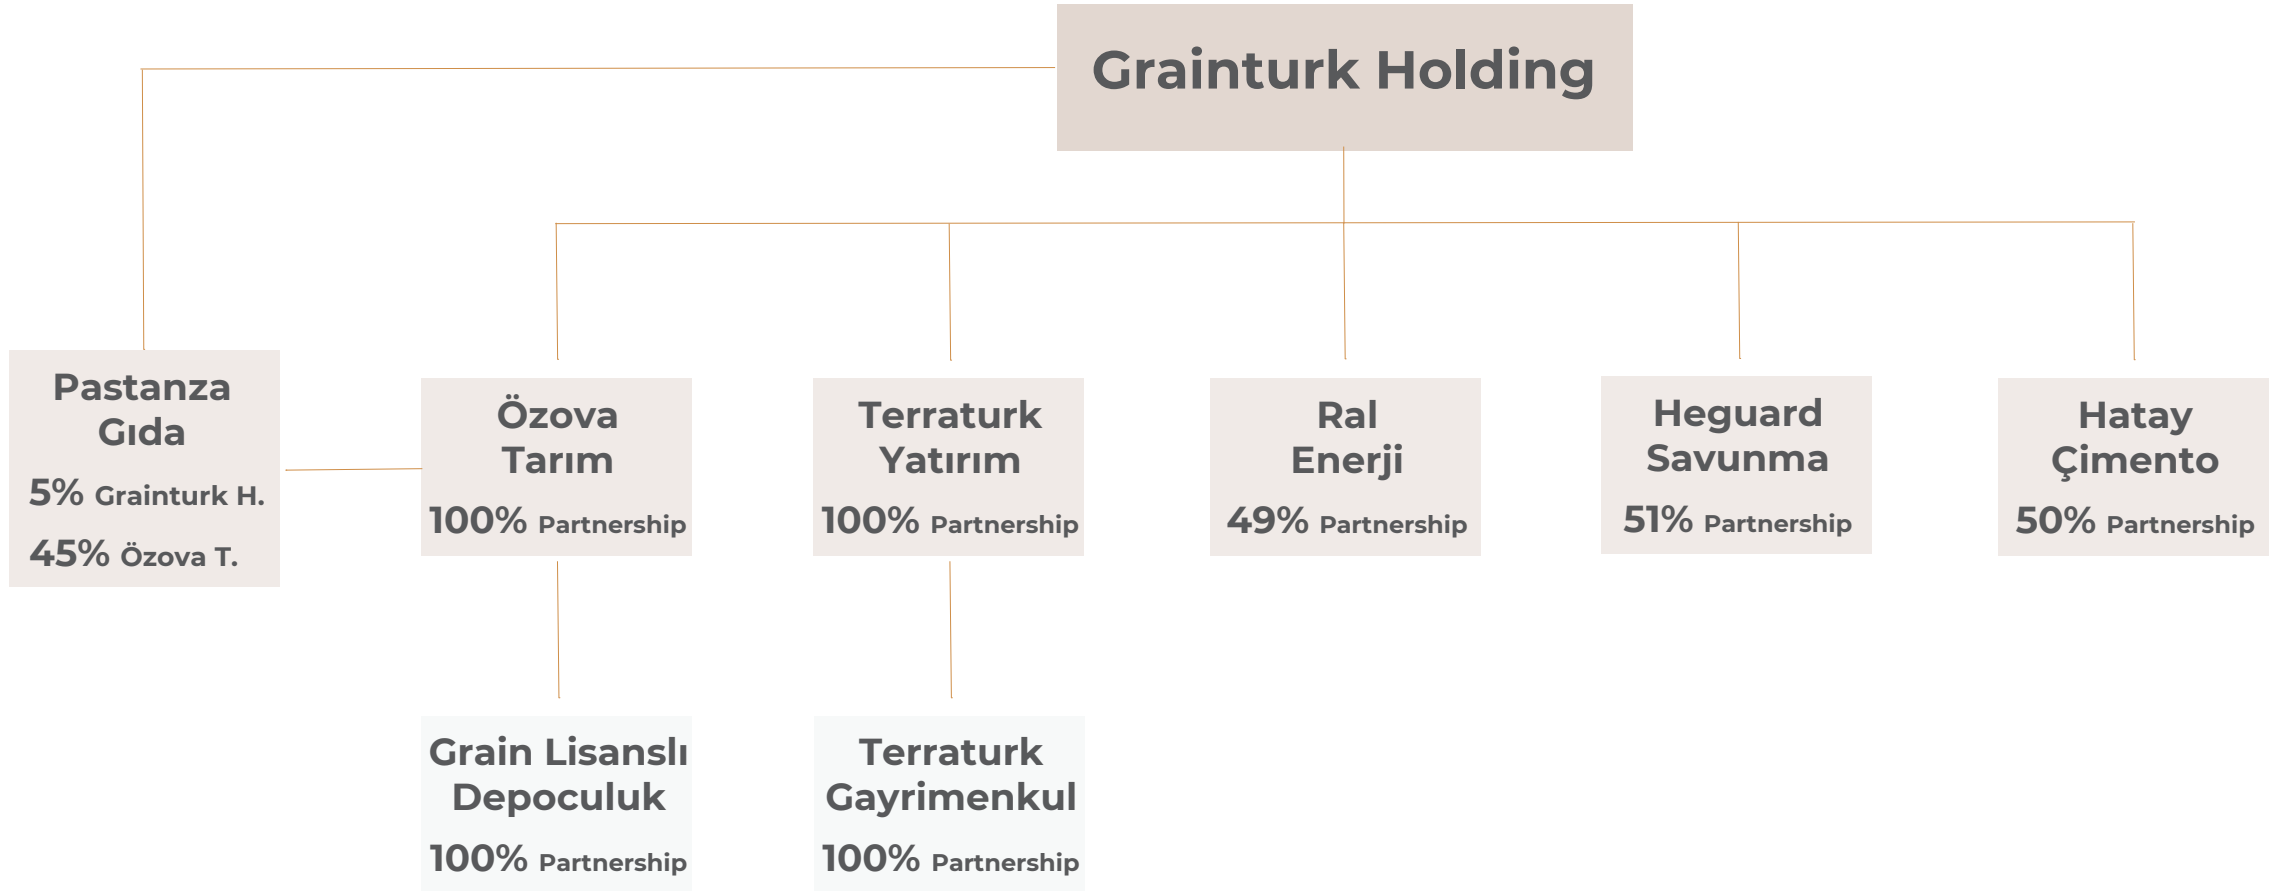 Grainturk Holding
Pastanza
Gıda
5% Grainturk H.
45% Özova T.
Özova
Tarım
100% Partnership
Terraturk
Yatırım
100% Partnership
Ral
Enerji
49% Partnership
Heguard
Savunma
51% Partnership
Hatay
Çimento
50% Partnership
Grain Lisanslı
Depoculuk
100% Partnership
Terraturk
Gayrimenkul
100% Partnership